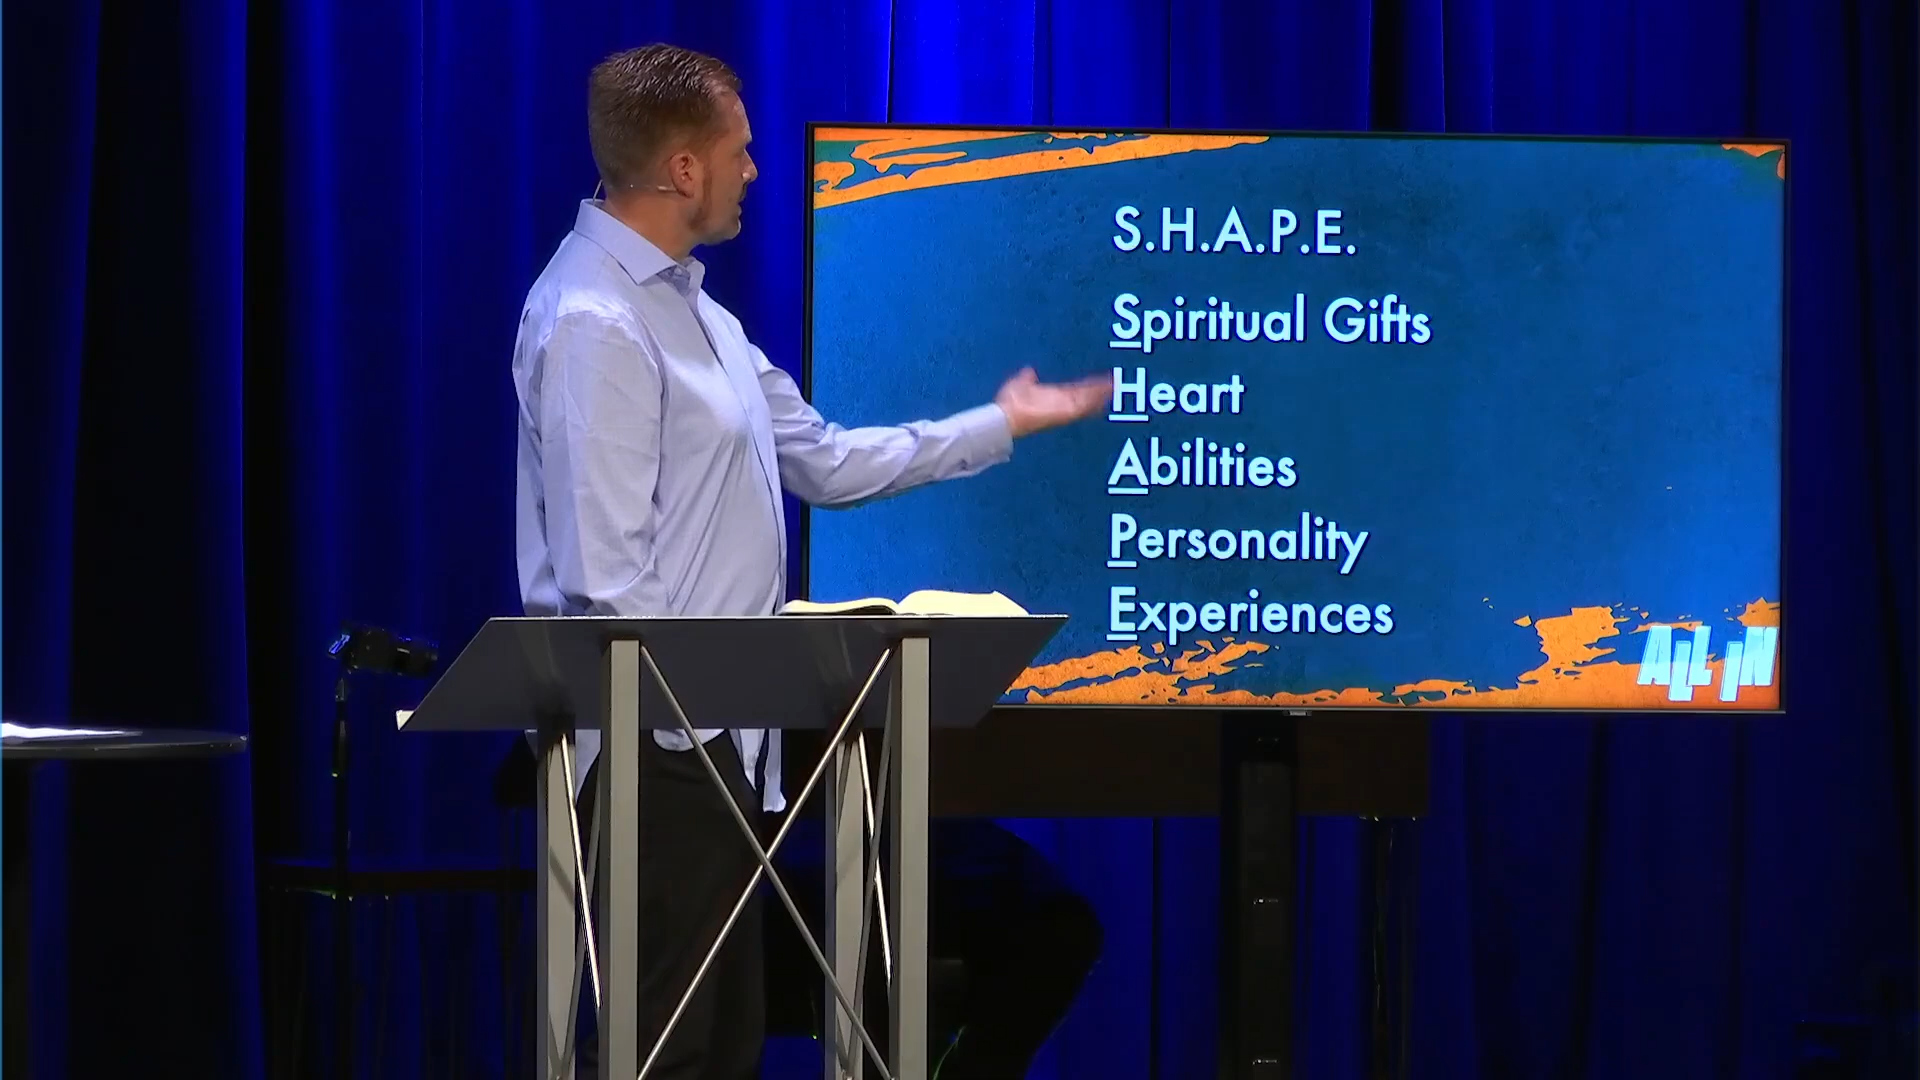 S.H.A.P.E.
Spiritual Gifts
Heart
Abilities
Personality
Experiences
ALL IN